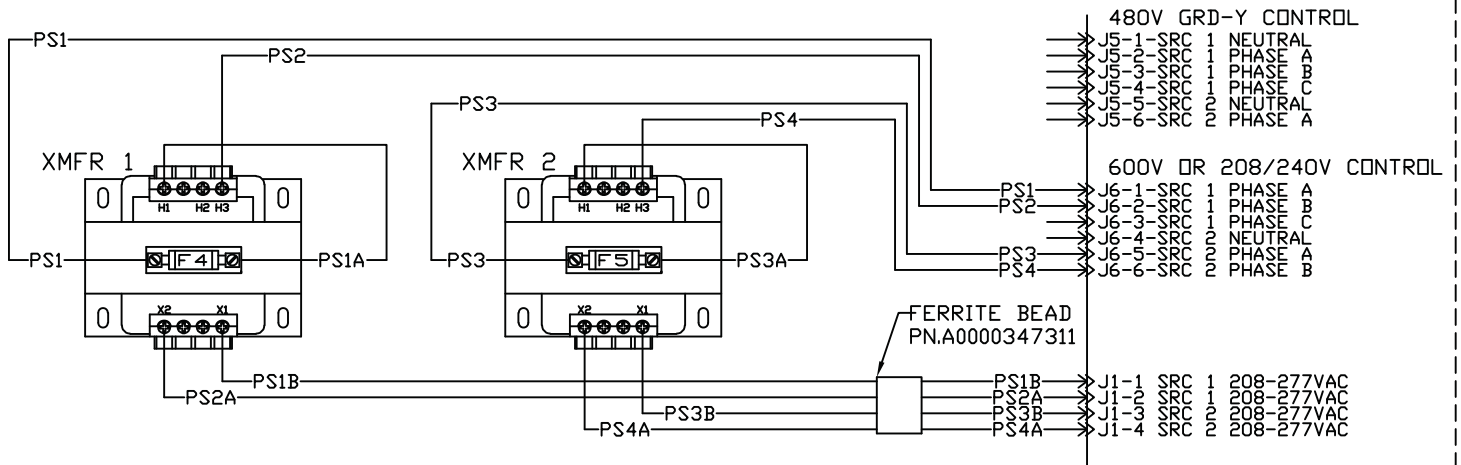 480V GRD-Y CONTROL
PS1
J5-1-SRC 1 NEUTRAL
PS2
J5-2-SRC 1 PHASE A
J5-3-SRC 1 PHASE B
J5-4-SRC 1 PHASE C
PS3
J5-5-SRC 2 NEUTRAL
PS4
J5-6-SRC 2 PHASE A
XMFR 1
XMFR 2
600V OR 208/240V CONTROL
PS1
J6-1-SRC 1 PHASE A
H1 H2 H3
H1 H2 H3
PS2
J6-2-SRC 1 PHASE B
J6-3-SRC 1 PHASE C
J6-4-SRC 2 NEUTRAL
PS3
J6-5-SRC 2 PHASE A
PS1
F4
PS1A
PS3
F5
PS3A
PS4
J6-6-SRC 2 PHASE B
X2 X1
X2 X1
FERRITE BEAD
PN.A0000347311
PS1B
PS1B
J1-1 SRC 1 208-277VAC
PS2A
PS2A
J1-2 SRC 1 208-277VAC
PS3B
PS3B
J1-3 SRC 2 208-277VAC
PS4A
PS4A
J1-4 SRC 2 208-277VAC